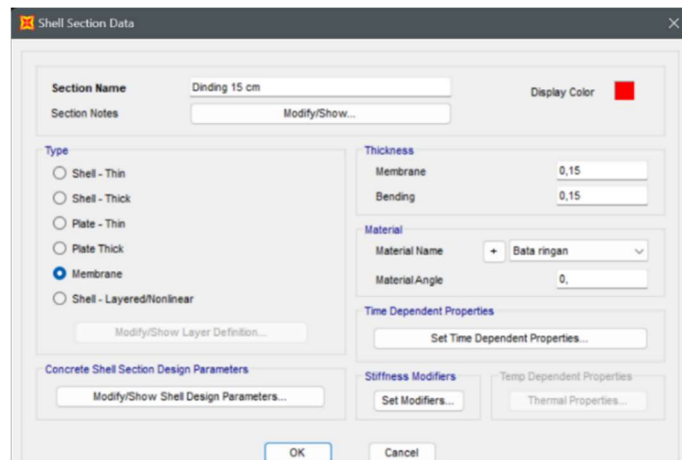 Shell Section Data
Section Name
Dinding 15 cm
Display Color
Section Notes
Modify/Show...
Type
Shell - Thin
Shell - Thick
Plate - Thin
Plate Thick
Membrane
Shell - Layered/Nonlinear
Modify/Show Layer Definition...
Thickness
Membrane
0,15
Bending
0,15
Material
Material Name
+
Bata ringan
Material Angle
0,
Time Dependent Properties
Set Time Dependent Properties...
Concrete Shell Section Design Parameters
Modify/Show Shell Design Parameters...
Stiffness Modifiers
Set Modifiers...
Temp Dependent Properties
Thermal Properties...
OK
Cancel